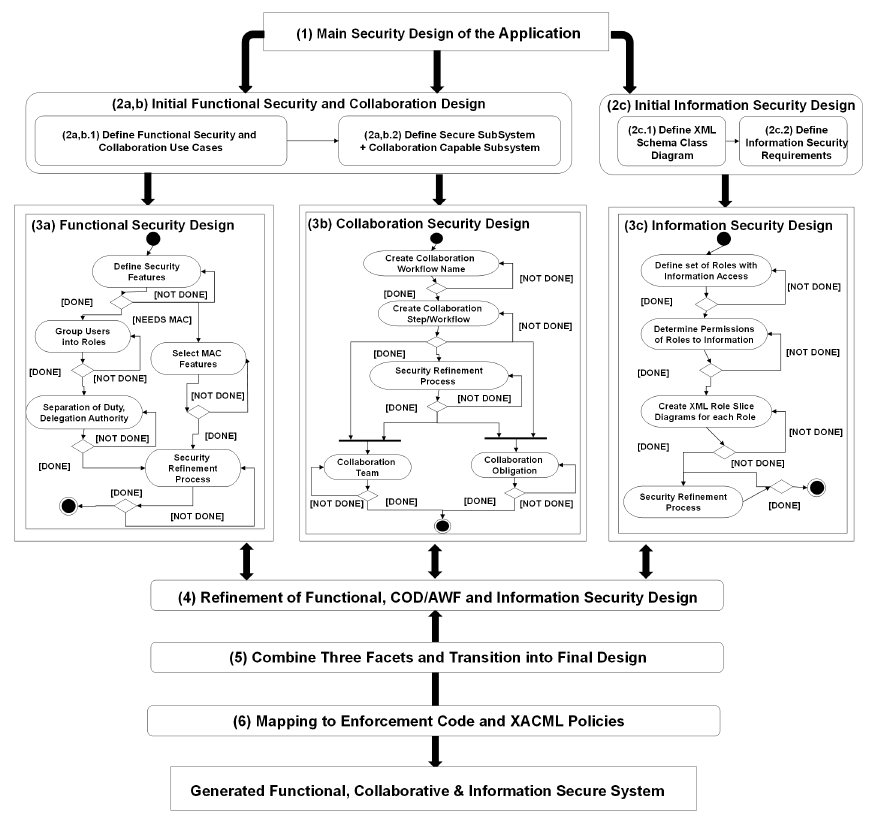 (1) Main Security Design of the Application
(2a,b) Initial Functional Security and Collaboration Design
(2a,b.1) Define Functional Security and
Collaboration Use Cases
(2a,b.2) Define Secure SubSystem
+ Collaboration Capable Subsystem
(2c) Initial Information Security Design
(2c.1) Define XML
Schema Class
Diagram
(2c.2) Define
Information Security
Requirements
(3a) Functional Security Design
Define Security
Features
[DONE]
[NOT DONE]
[NEEDS MAC]
Group Users
into Roles
Select MAC
Features
[DONE]
[NOT DONE]
[NOT DONE]
Separation of Duty,
Delegation Authority
[NOT DONE]
[DONE]
[DONE]
Security
Refinement
Process
[DONE]
[NOT DONE]
(3b) Collaboration Security Design
Create Collaboration
Workflow Name
[NOT DONE]
[DONE]
Create Collaboration
Step/Workflow
[NOT DONE]
[DONE]
Security Refinement
Process
[DONE]
[NOT DONE]
Collaboration
Team
Collaboration
Obligation
[NOT DONE]
[DONE]
[DONE]
[NOT DONE]
(3c) Information Security Design
Define set of Roles with
Information Access
[NOT DONE]
[DONE]
Determine Permissions
of Roles to Information
[DONE]
[NOT DONE]
Create XML Role Slice
Diagrams for each Role
[DONE]
[NOT DONE]
[NOT DONE]
Security Refinement
Process
[DONE]
(4) Refinement of Functional, COD/AWF and Information Security Design
(5) Combine Three Facets and Transition into Final Design
(6) Mapping to Enforcement Code and XACML Policies
Generated Functional, Collaborative & Information Secure System